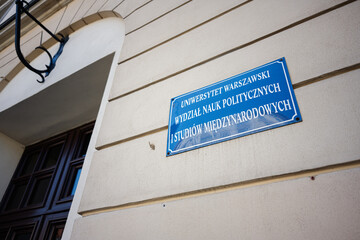 UNIWERSYTET WARSZAWSKI
WYDZIAŁ NAUK POLITYCZNYCH
I STUDIÓW MIĘDZYNARODOWYCH